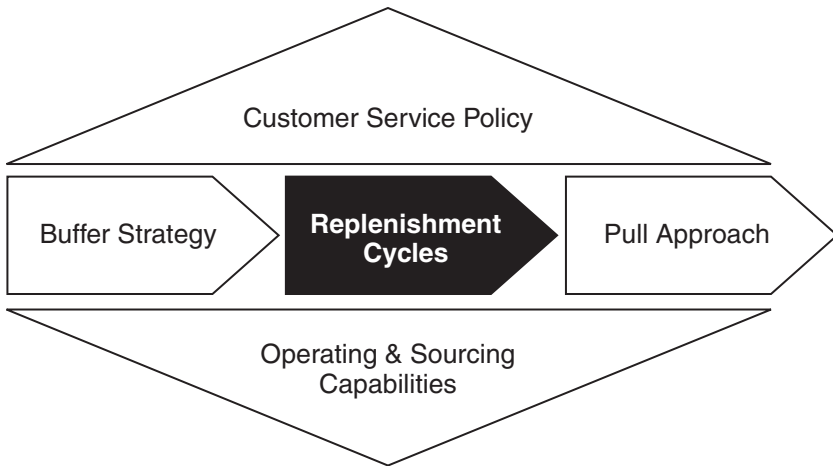 Customer Service Policy
Buffer Strategy
Replenishment
Cycles
Pull Approach
Operating & Sourcing
Capabilities